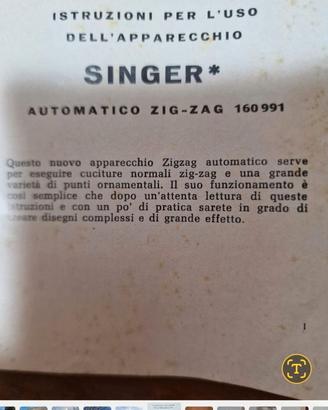 ISTRUZIONI PER L'USO
DELL'APPARECCHIO
SINGER*
AUTOMATICO ZIG-ZAG 160991
Questo nuovo apparecchio Zigzag automatico serve
per eseguire cuciture normali zig-zag e una grande
varietà di punti ornamentali. Il suo funzionamento è
così semplice che dopo un'attenta lettura di queste
istruzioni e con un po' di pratica sarete in grado di
creare disegni complessi e di grande effetto.
1
T